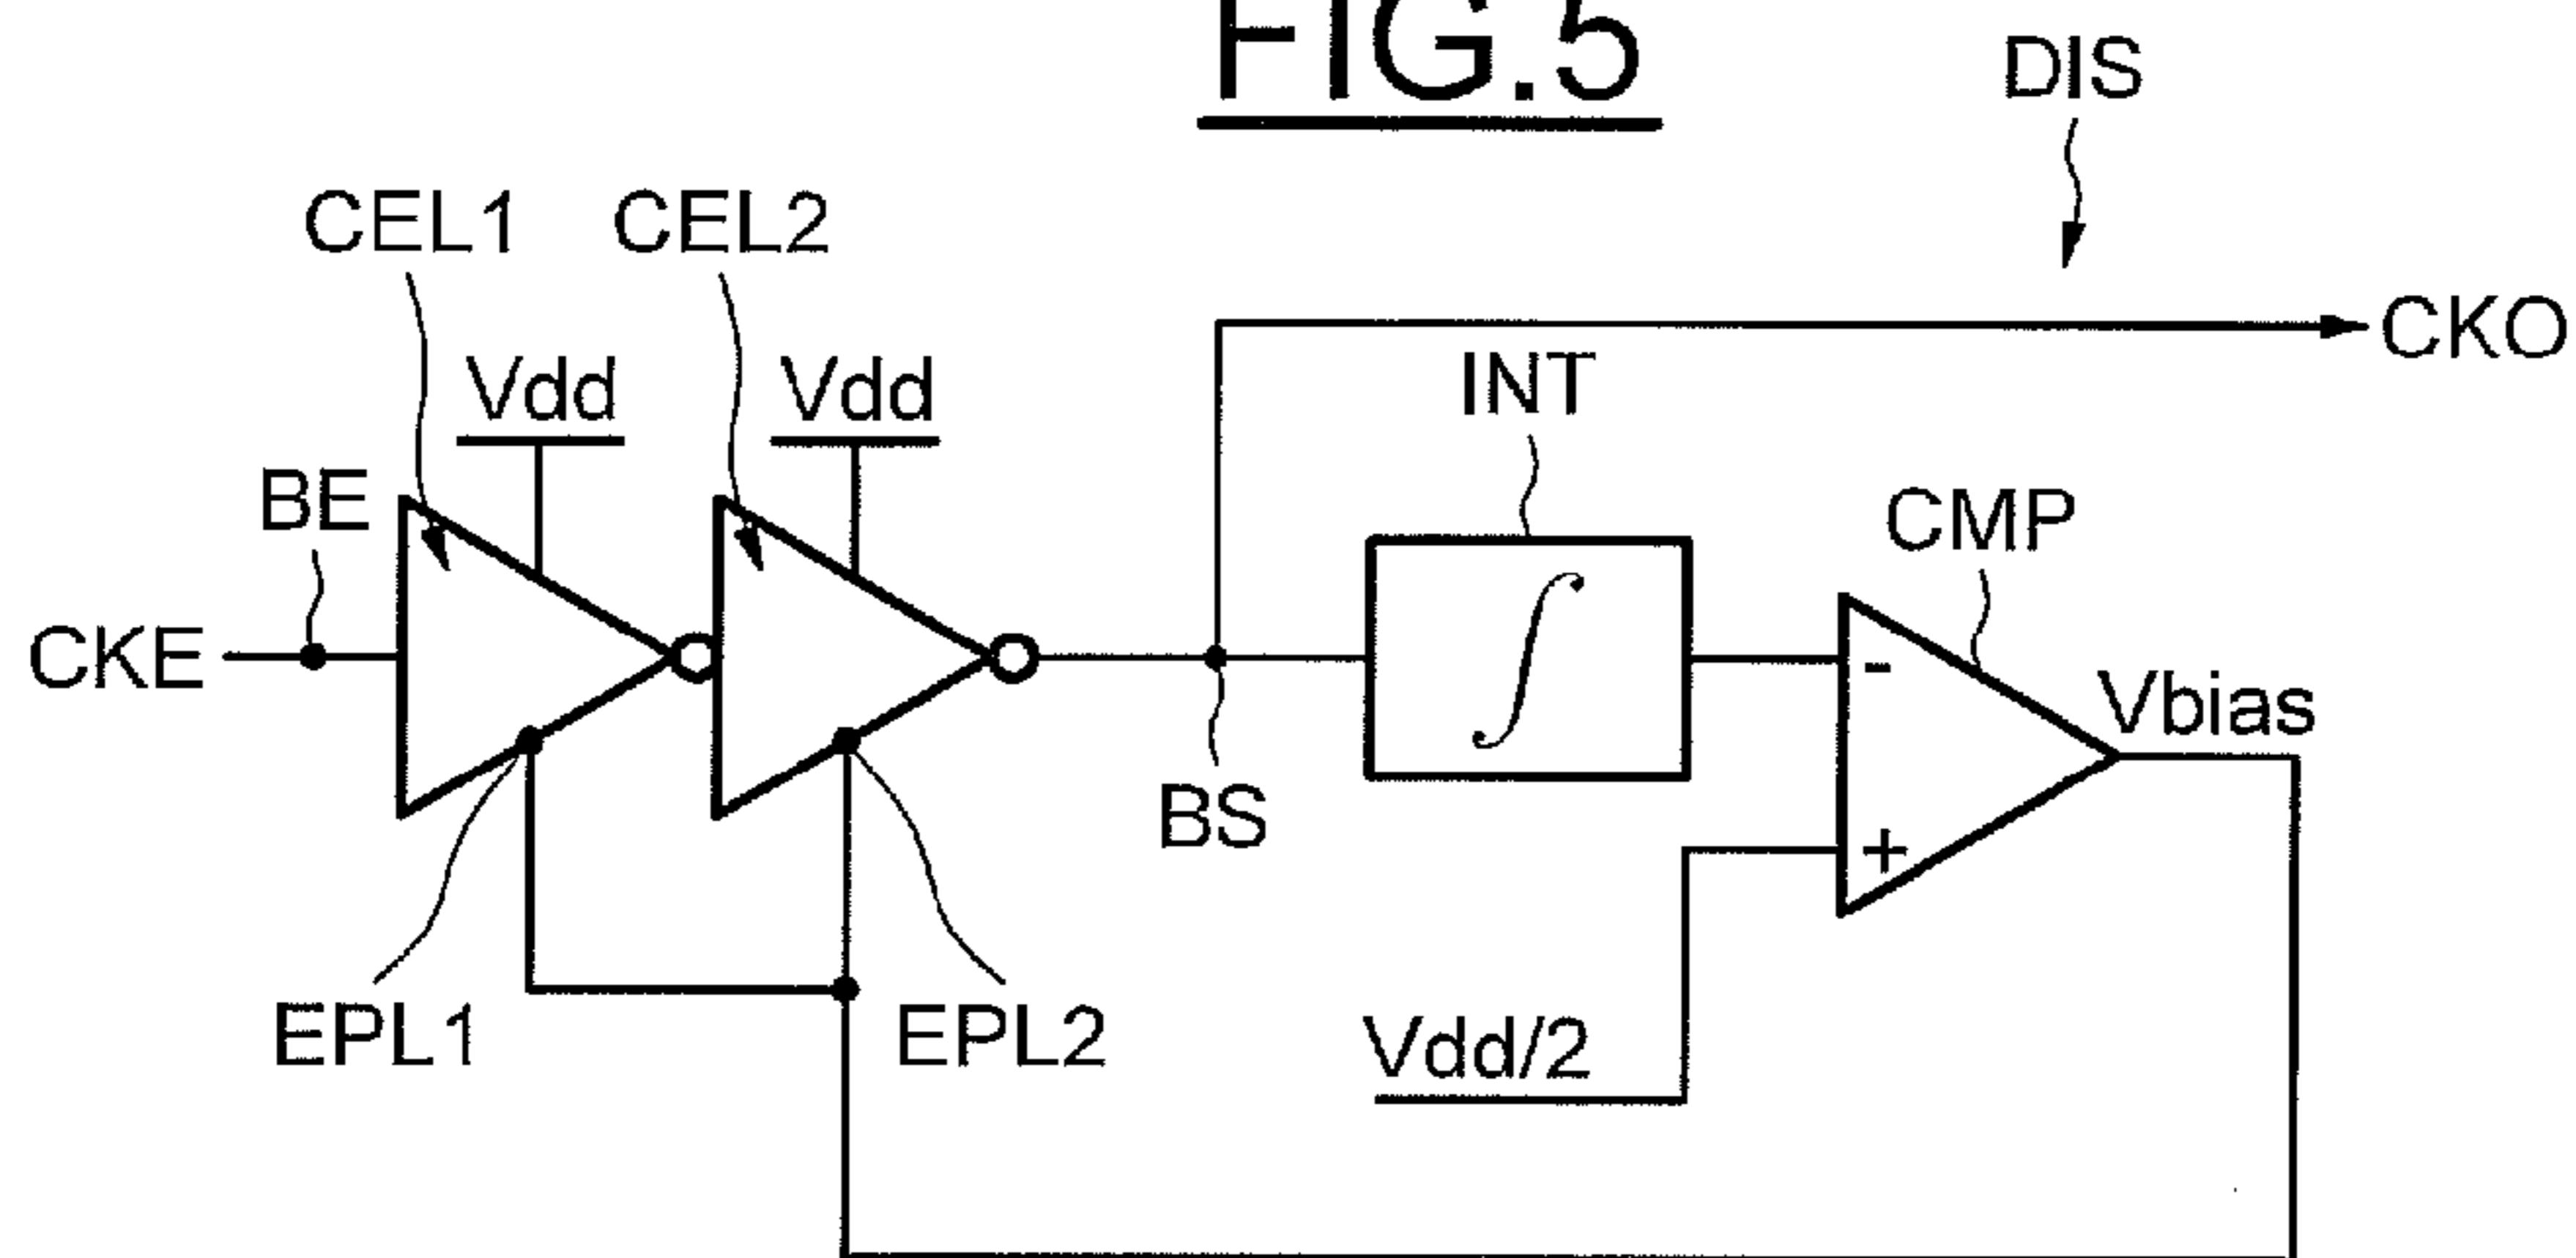 FIG.5
DIS
CEL1 CEL2
CKO
Vdd Vdd
INT
BE
CMP
CKE
-
Vbias
BS
+
EPL1
EPL2
Vdd/2